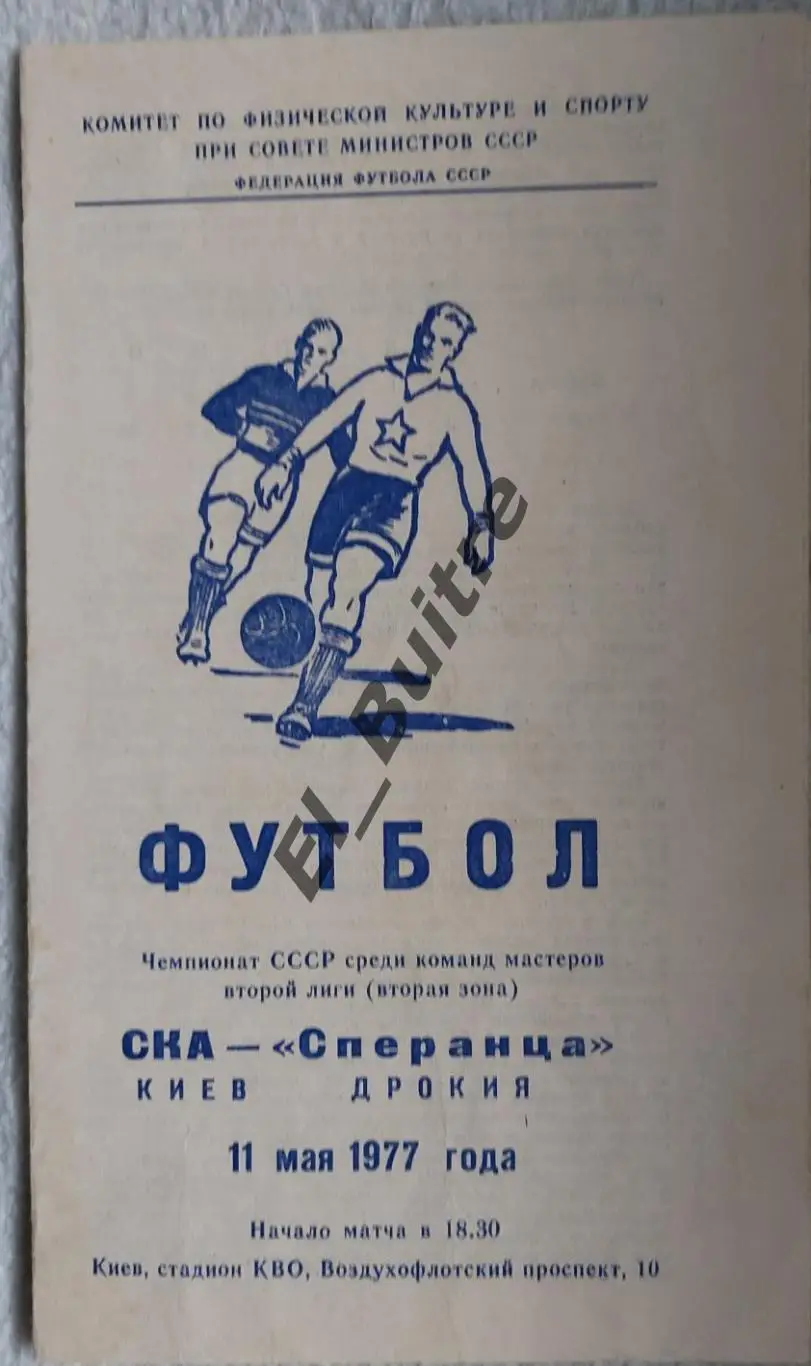 КОМИТЕТ ПО ФИЗИЧЕСКОЙ КУЛЬТУРЕ И СПОРТУ
ПРИ СОВЕТЕ МИНИСТРОВ СССР
ФЕДЕРАЦИЯ ФУТБОЛА СССР
El_Buitre
ФУТБОЛ
Чемпионат СССР среди команд мастеров
второй лиги (вторая зона)
СКА — «Сперанца»
КИЕВ ДРОКИЯ
11 мая 1977 года
Начало матча в 18.30
Киев, стадион КВО, Воздухофлотский проспект, 10